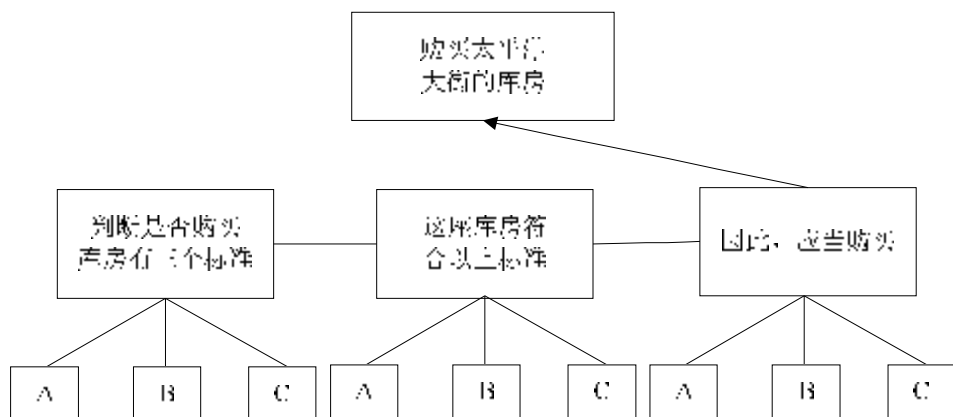 购买太平洋
大街的库房
判断是否购买
库房有三个标准
这座库房符
合以上标准
因此，应当购买
A B C A B C A B C